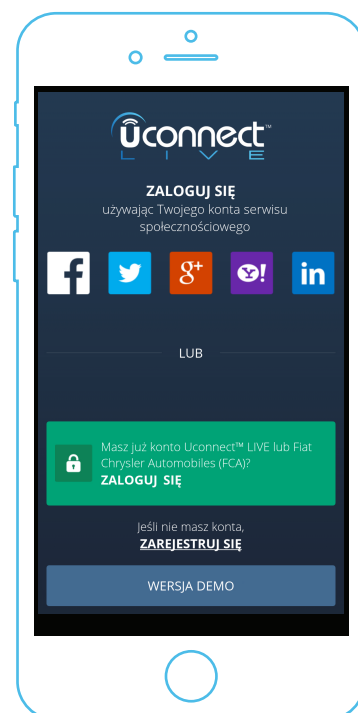 uconnect™
LIVE
ZALOGUJ SIĘ
używając Twojego konta serwisu
społecznościowego
f g+ Y! in
LUB
Masz już konto Uconnect™ LIVE lub Fiat
Chrysler Automobiles (FCA)?
ZALOGUJ SIĘ
Jeśli nie masz konta,
ZAREJESTRUJ SIĘ
WERSJA DEMO